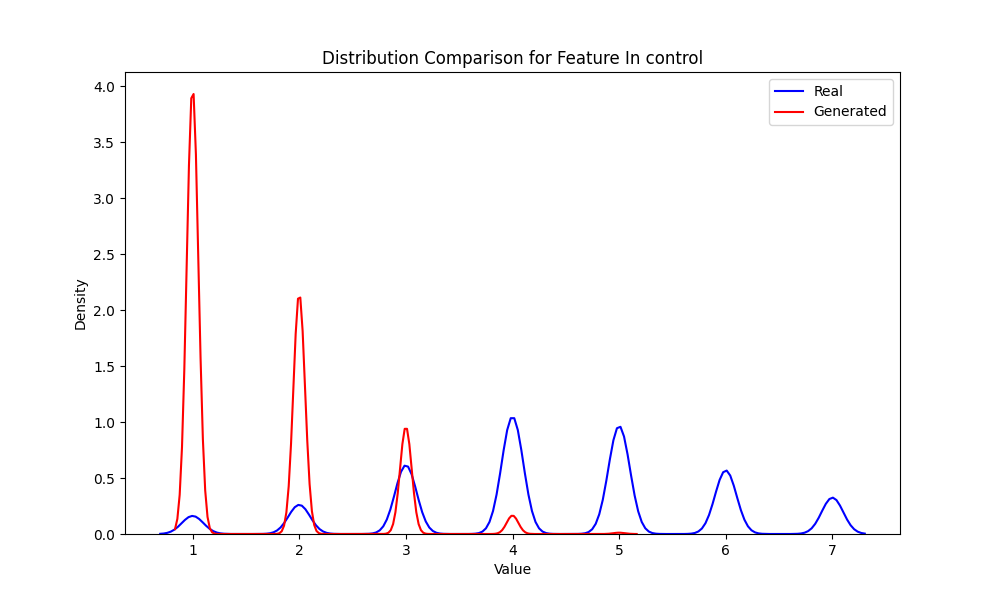 Distribution Comparison for Feature In control
Real
Generated
4.0
3.5
3.0
2.5
2.0
1.5
1.0
0.5
0.0
Density
1 2 3 4 5 6 7
Value